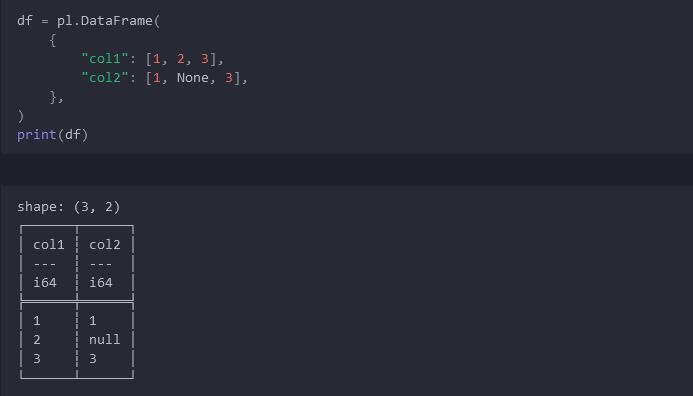 df = pl.DataFrame(
    {
        "col1": [1, 2, 3],
        "col2": [1, None, 3],
    },
)
print(df)
shape: (3, 2)
┌──────┬──────┐
│ col1 ┆ col2 │
│ ---  ┆ ---  │
│ i64  ┆ i64  │
╞══════╪══════╡
│ 1    ┆ 1    │
│ 2    ┆ null │
│ 3    ┆ 3    │
└──────┴──────┘